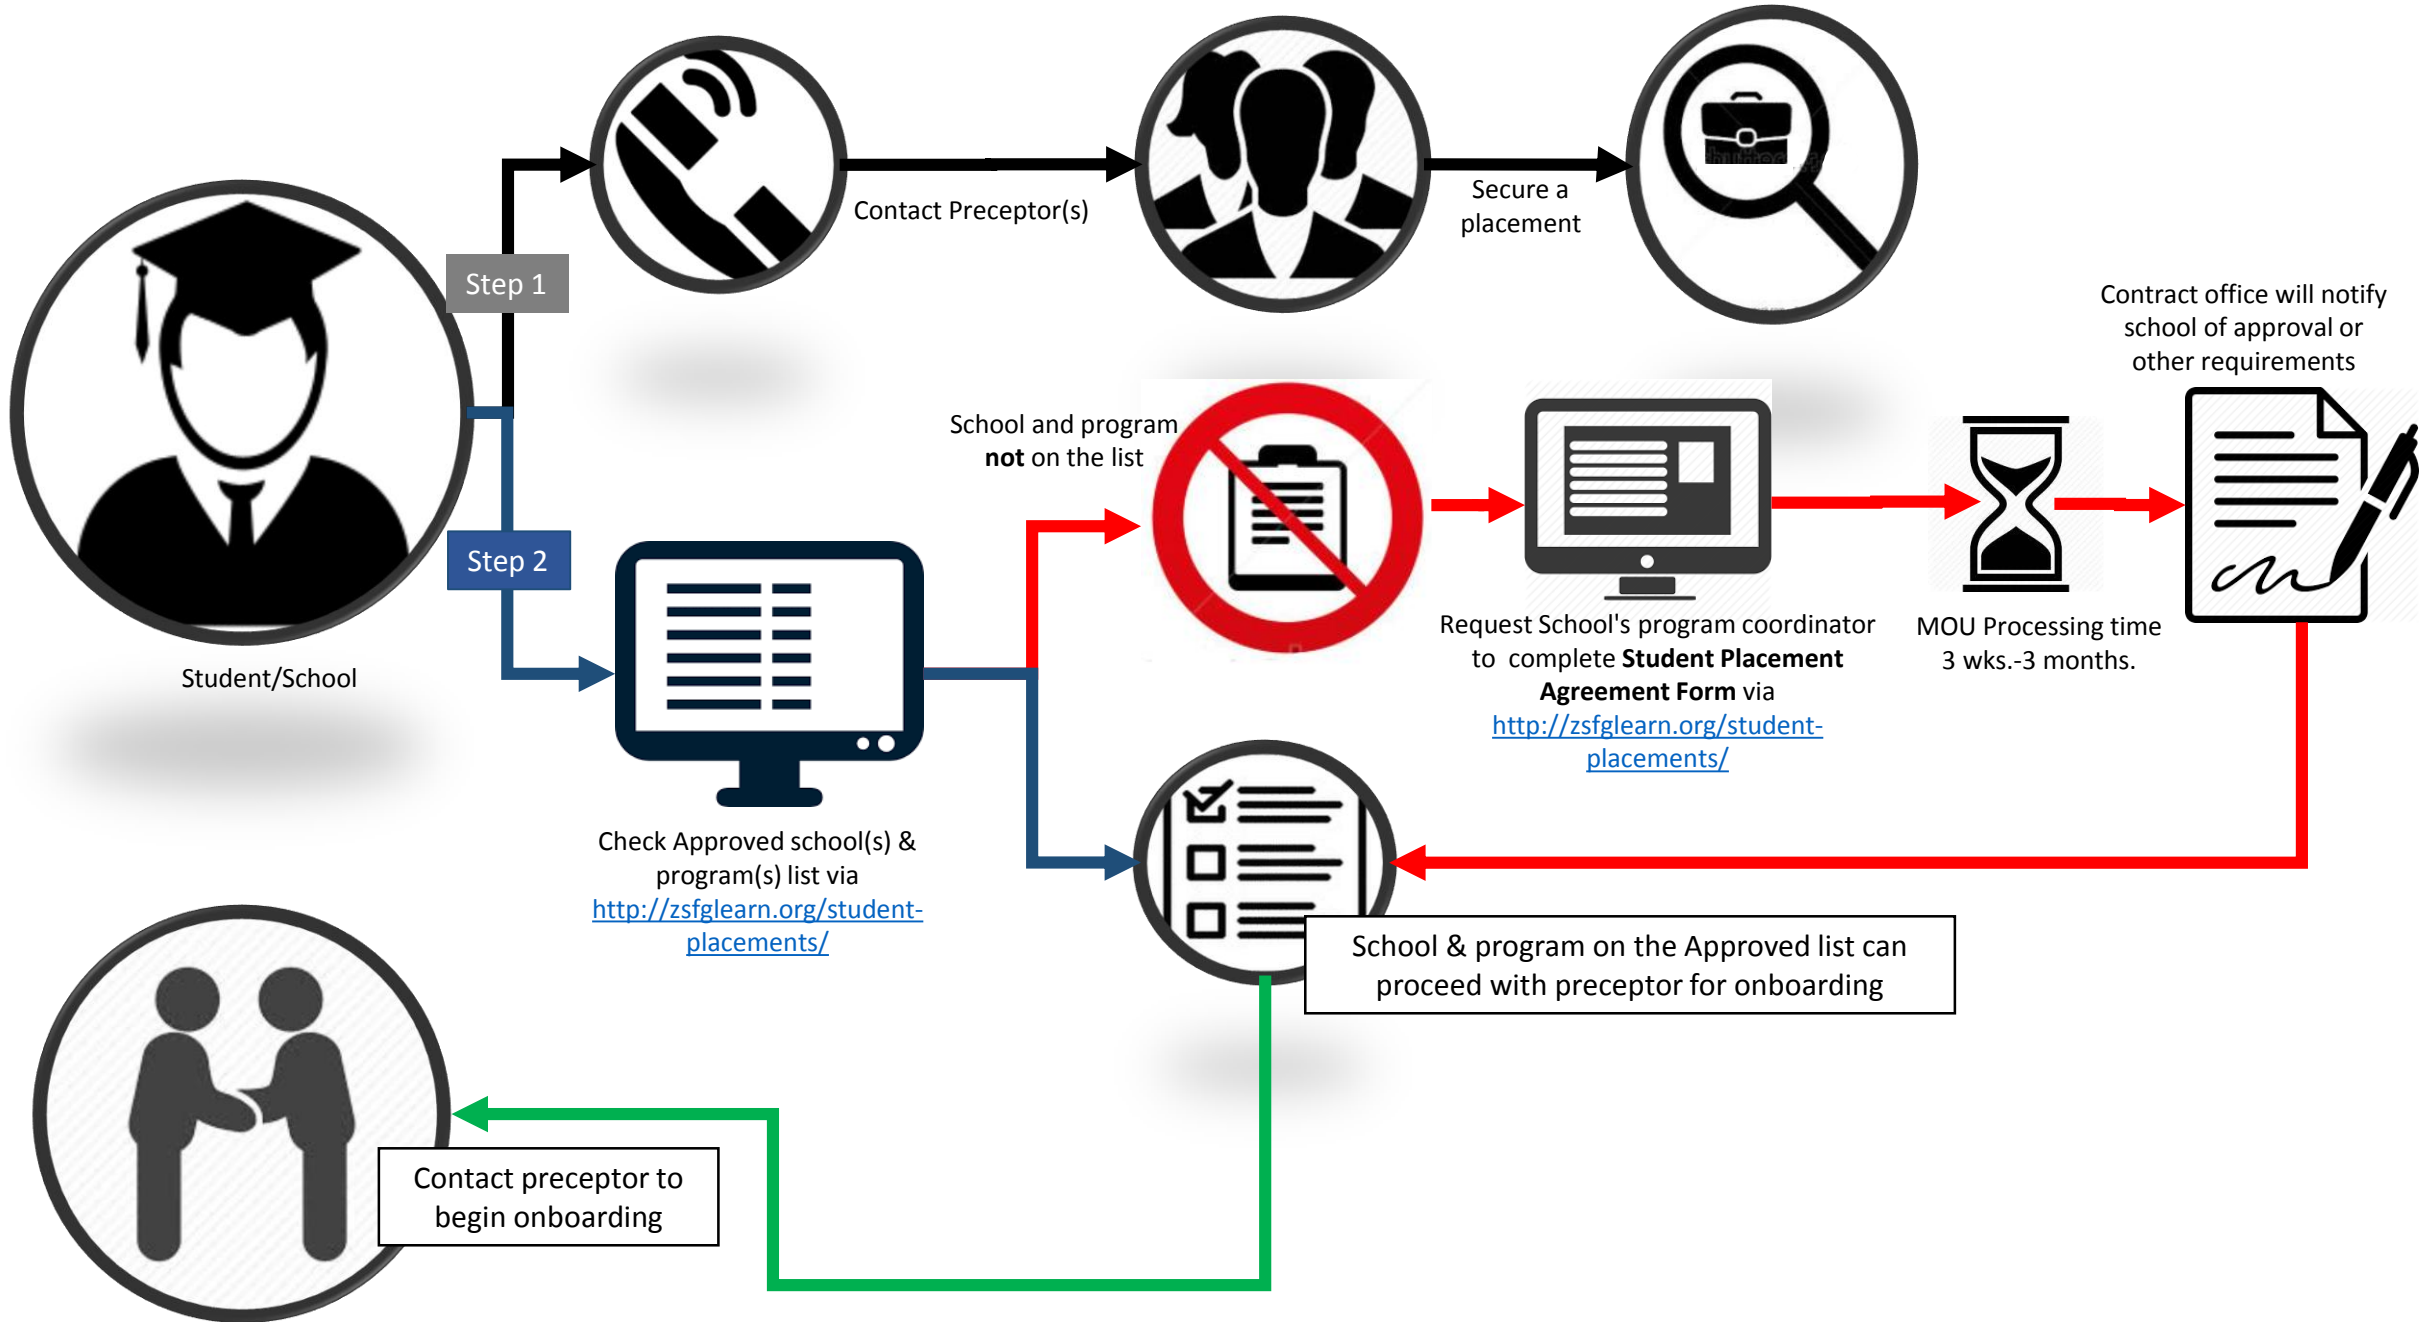 Step 1
Contact Preceptor(s)
Secure a
placement
Contract office will notify
school of approval or
other requirements
School and program
not on the list
Step 2
Student/School
Request School's program coordinator
to complete Student Placement
Agreement Form via
http://zsfglearn.org/student-
placements/
MOU Processing time
3 wks.-3 months.
Check Approved school(s) &
program(s) list via
http://zsfglearn.org/student-
placements/
School & program on the Approved list can
proceed with preceptor for onboarding
Contact preceptor to
begin onboarding